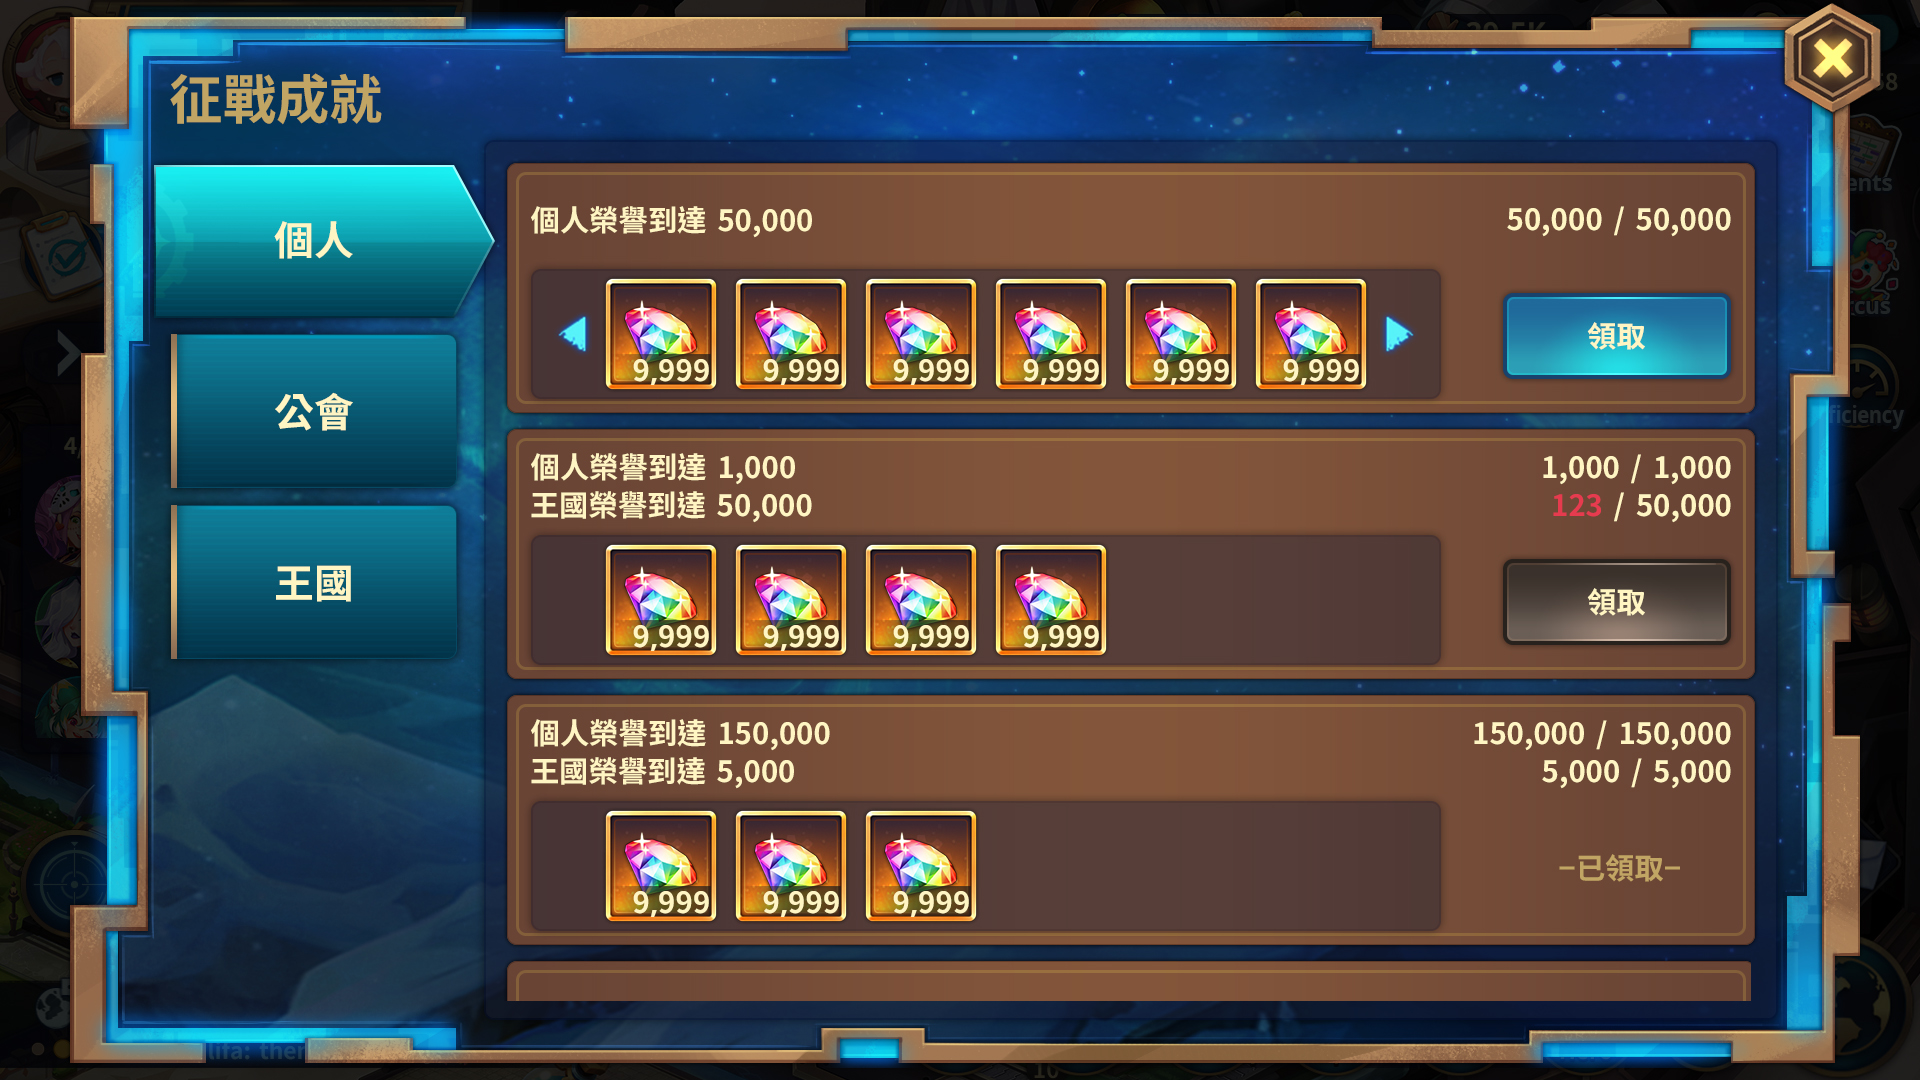 征戰成就
個人
公會
王國
個人榮譽到達 50,000
50,000 / 50,000
9,999 9,999 9,999 9,999 9,999 9,999
領取
個人榮譽到達 1,000
1,000 / 1,000
王國榮譽到達 50,000
123 / 50,000
9,999 9,999 9,999 9,999
領取
個人榮譽到達 150,000
150,000 / 150,000
王國榮譽到達 5,000
5,000 / 5,000
9,999 9,999 9,999
–已領取–